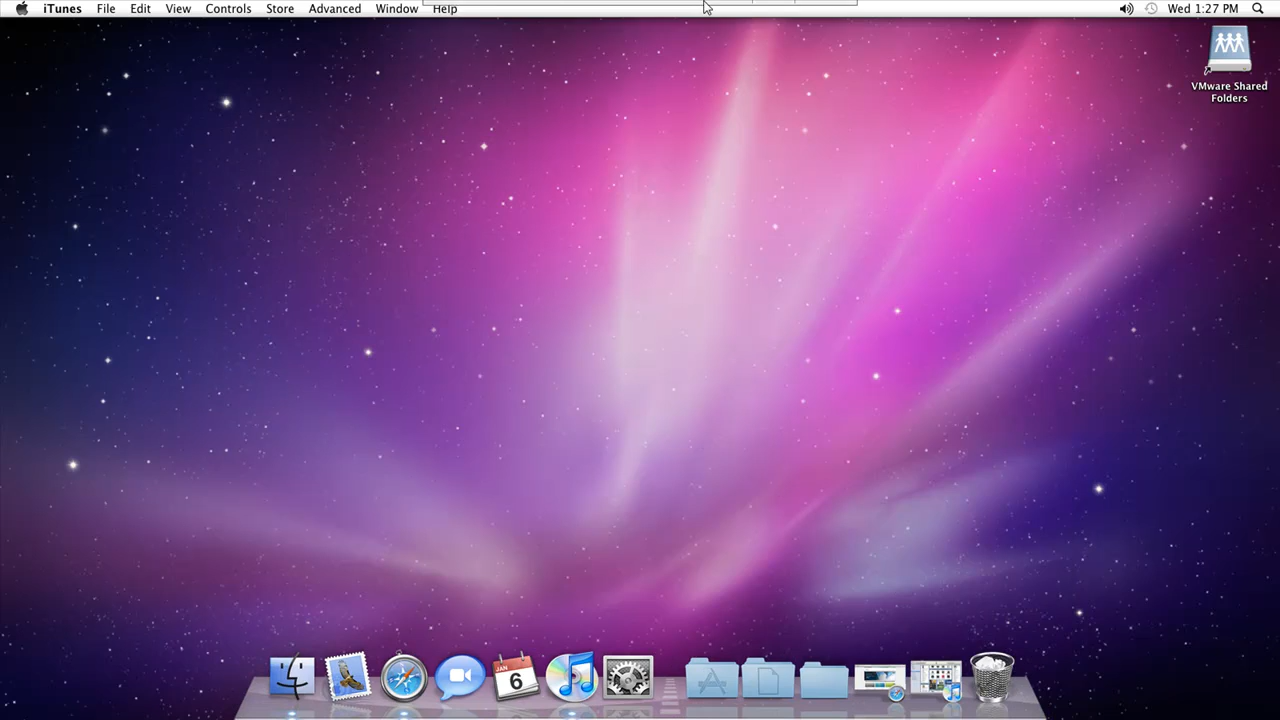 iTunes File Edit View Controls Store Advanced Window Help Wed 1:27 PM
VMware Shared
Folders
JAN
6